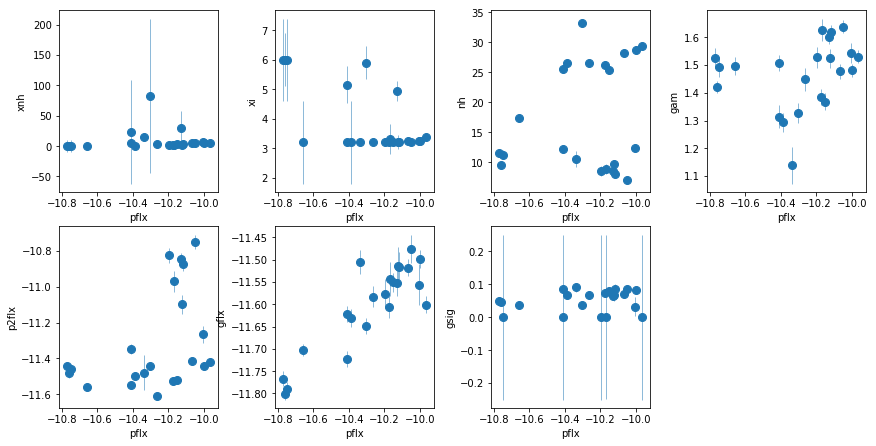 200
150
100
50
0
−50
xnh
−10.8 −10.6 −10.4 −10.2 −10.0
pflx
7
6
5
4
3
2
xi
−10.8 −10.6 −10.4 −10.2 −10.0
pflx
35
30
25
20
15
10
nh
−10.8 −10.6 −10.4 −10.2 −10.0
pflx
1.6
1.5
1.4
1.3
1.2
1.1
gam
−10.8 −10.6 −10.4 −10.2 −10.0
pflx
−10.8
−11.0
−11.2
−11.4
−11.6
p2flx
−10.8 −10.6 −10.4 −10.2 −10.0
pflx
−11.45
−11.50
−11.55
−11.60
−11.65
−11.70
−11.75
−11.80
gflx
−10.8 −10.6 −10.4 −10.2 −10.0
pflx
0.2
0.1
0.0
−0.1
−0.2
gsig
−10.8 −10.6 −10.4 −10.2 −10.0
pflx